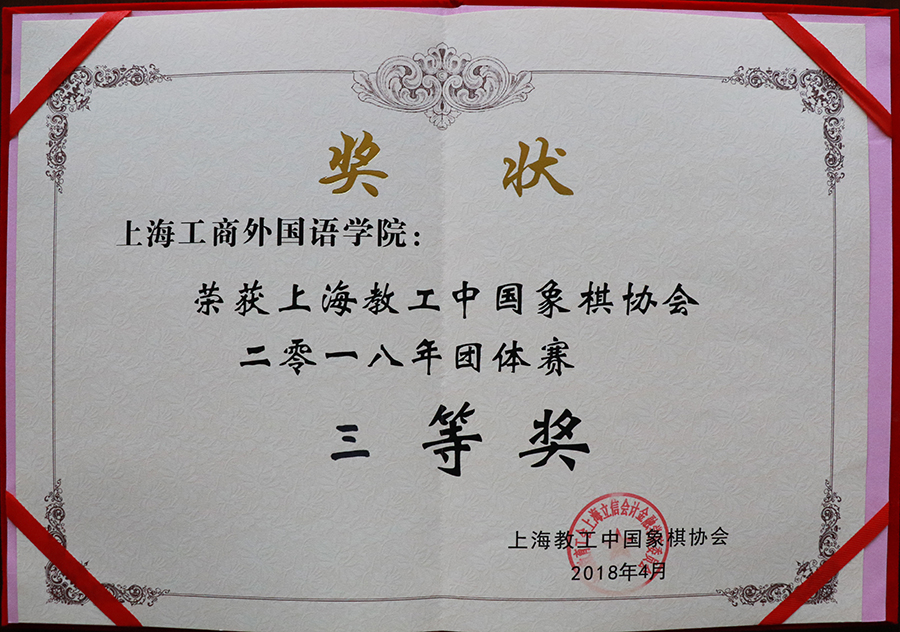 奖 状
上海工商外国语学院：
荣获上海教工中国象棋协会
二零一八年团体赛
三等奖
上海教工中国象棋协会
2018年4月